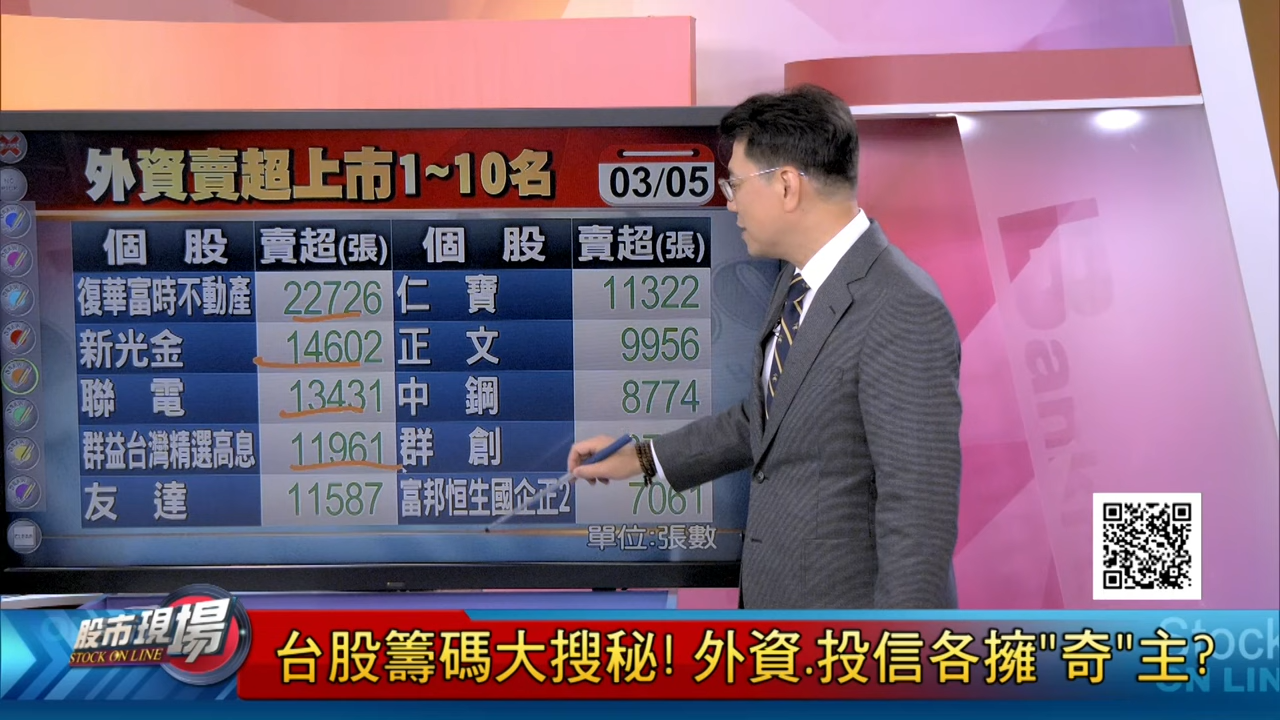 外資賣超上市1~10名
03/05
個股 賣超(張) 個股 賣超(張)
復華富時不動產 22726 仁寶 11322
新光金 14602 正文 9956
聯電 13431 中鋼 8774
群益台灣精選高息 11961 群創
友達 11587 富邦恒生國企正2 7061
單位:張數
CLEAR
Bank
股市現場
STOCK ON LINE
台股籌碼大搜秘! 外資.投信各擁"奇"主?
Stock
ON LIN